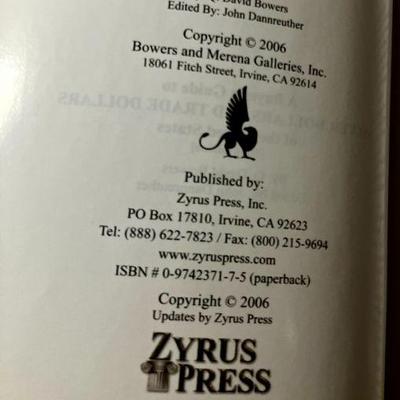 David Bowers
Edited By: John Dannreuther
Copyright © 2006
Bowers and Merena Galleries, Inc.
18061 Fitch Street, Irvine, CA 92614
Published by:
Zyrus Press, Inc.
PO Box 17810, Irvine, CA 92623
Tel: (888) 622-7823 / Fax: (800) 215-9694
www.zyruspress.com
ISBN # 0-9742371-7-5 (paperback)
Copyright © 2006
Updates by Zyrus Press
ZYRUS
PRESS